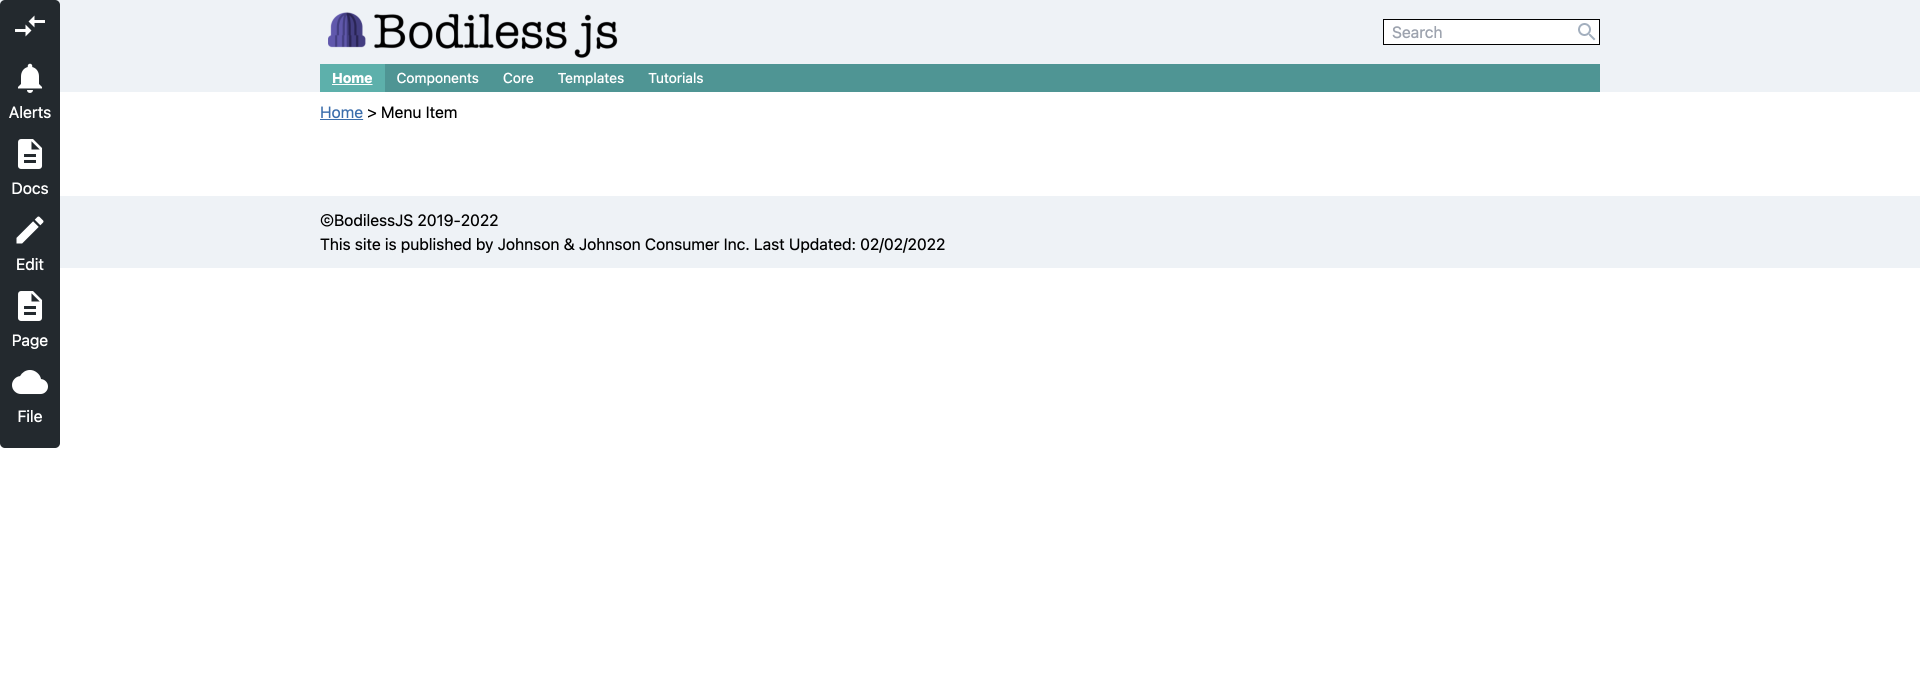 Bodiless js
Search
Home Components Core Templates Tutorials
Home > Menu Item
©BodilessJS 2019-2022
This site is published by Johnson & Johnson Consumer Inc. Last Updated: 02/02/2022
Alerts
Docs
Edit
Page
File